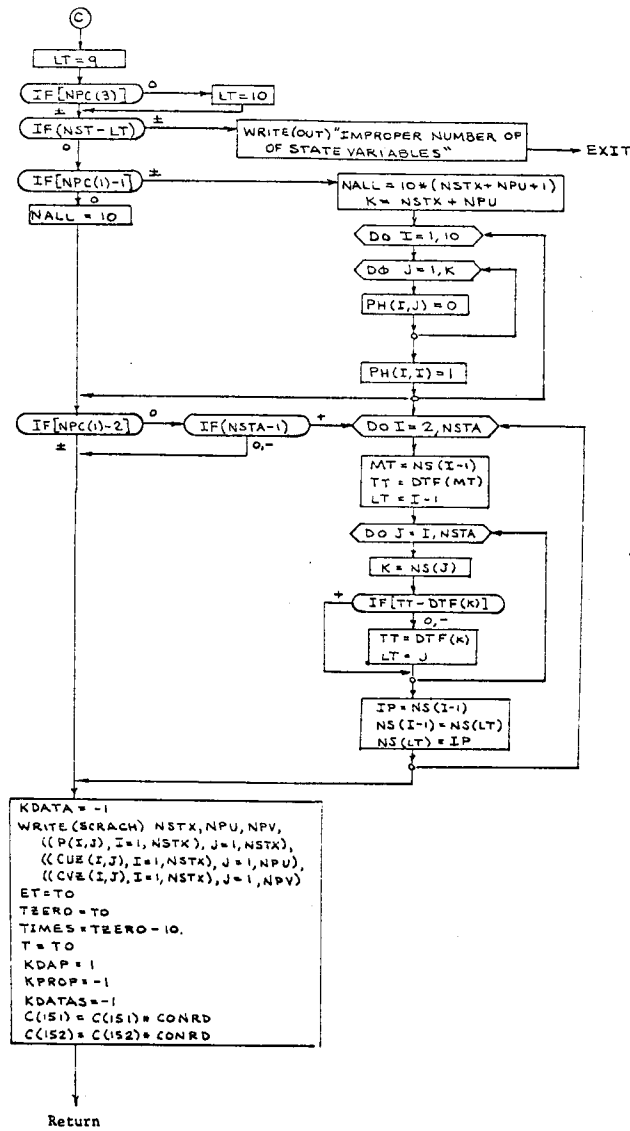 C
LT=9
IF[NPC(3)]
0
LT=10
±
IF(NST-LT)
±
WRITE(OUT) "IMPROPER NUMBER OF
OF STATE VARIABLES"
EXIT
0
IF[NPC(1)-1]
±
NALL = 10*(NSTX+NPU+1)
K = NSTX + NPU
0
NALL = 10
DO I=1,10
DO J=1,K
PH(I,J)=0
PH(I,I)=1
IF[NPC(1)-2]
0
IF(NSTA-1)
+
DO I=2,NSTA
±
0,-
MT=NS(I-1)
TT=DTF(MT)
LT=I-1
DO J=I,NSTA
K=NS(J)
+
IF[TT-DTF(K)]
0,-
TT=DTF(K)
LT=J
IP=NS(I-1)
NS(I-1)=NS(LT)
NS(LT)=IP
KDATA = -1
WRITE(SCRACH) NSTX,NPU,NPV,
((P(I,J),I=1,NSTX),J=1,NSTX),
((CUZ(I,J),I=1,NSTX),J=1,NPU),
((CVZ(I,J),I=1,NSTX),J=1,NPV)
ET=TO
TZERO=TO
TIMES=TZERO-10.
T=TO
KDAP = 1
KPROP=-1
KDATAS=-1
C(151)=C(151)*CONRD
C(152)=C(152)*CONRD
Return